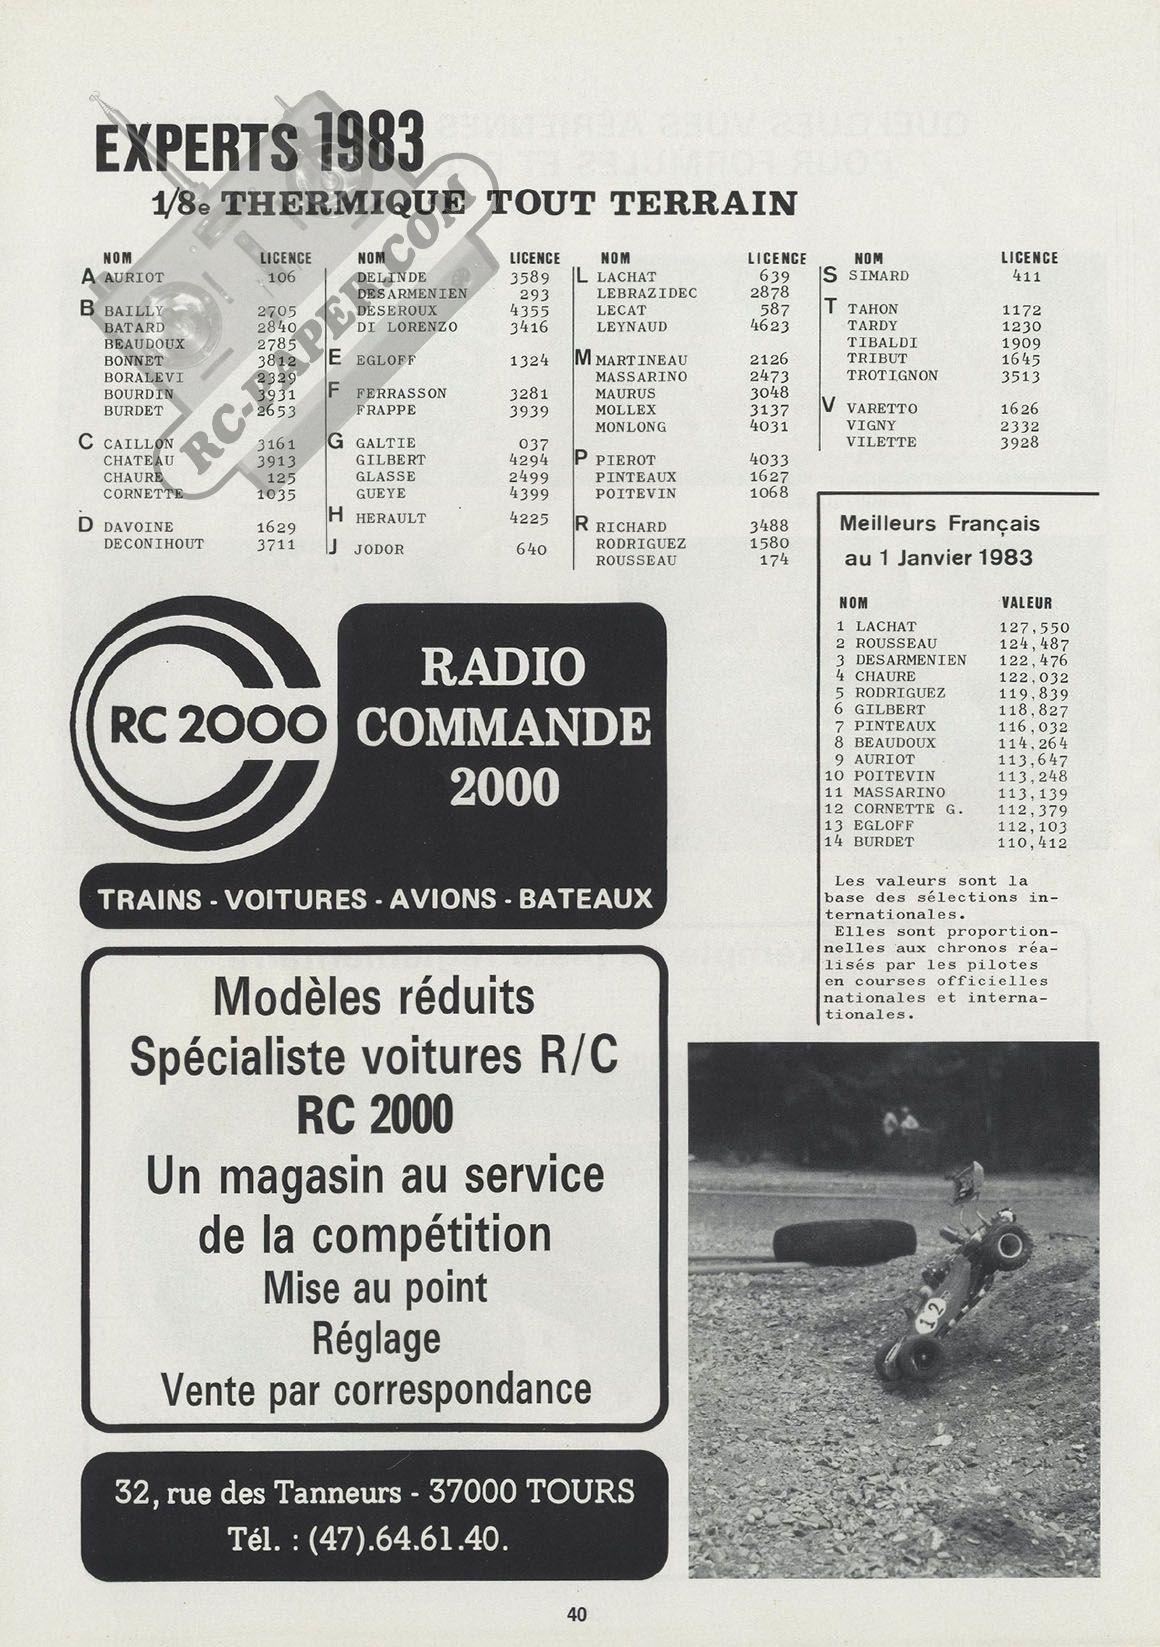 EXPERTS 1983
1/8e THERMIQUE TOUT TERRAIN
NOM LICENCE
A AURIOT 106
B BAILLY 2705
BATARD 2840
BEAUDOUX 2785
BONNET 3812
BORALEVI 2329
BOURDIN 3931
BURDET 2653
C CAILLON 3161
CHATEAU 3913
CHAURE 125
CORNETTE 1035
D DAVOINE 1629
DECONIHOUT 3711
NOM LICENCE
DELINDE 3589
DESARMENIEN 293
DESEROUX 4355
DI LORENZO 3416
E EGLOFF 1324
F FERRASSON 3281
FRAPPE 3939
G GALTIE 037
GILBERT 4294
GLASSE 2499
GUEYE 4399
H HERAULT 4225
J JODOR 640
NOM LICENCE
L LACHAT 639
LEBRAZIDEC 2878
LECAT 587
LEYNAUD 4623
M MARTINEAU 2126
MASSARINO 2473
MAURUS 3048
MOLLEX 3137
MONLONG 4031
P PIEROT 4033
PINTEAUX 1627
POITEVIN 1068
R RICHARD 3488
RODRIGUEZ 1580
ROUSSEAU 174
NOM LICENCE
S SIMARD 411
T TAHON 1172
TARDY 1230
TIBALDI 1909
TRIBUT 1645
TROTIGNON 3513
V VARETTO 1626
VIGNY 2332
VILETTE 3928
RC-PAPER.COM
Meilleurs Français
au 1 Janvier 1983
NOM VALEUR
1 LACHAT 127,550
2 ROUSSEAU 124,487
3 DESARMENIEN 122,476
4 CHAURE 122,032
5 RODRIGUEZ 119,839
6 GILBERT 118,827
7 PINTEAUX 116,032
8 BEAUDOUX 114,264
9 AURIOT 113,647
10 POITEVIN 113,248
11 MASSARINO 113,139
12 CORNETTE G. 112,379
13 EGLOFF 112,103
14 BURDET 110,412
Les valeurs sont la
base des sélections in-
ternationales.
Elles sont proportion-
nelles aux chronos réa-
lisés par les pilotes
en courses officielles
nationales et interna-
tionales.
RC 2000
RADIO
COMMANDE
2000
TRAINS - VOITURES - AVIONS - BATEAUX
Modèles réduits
Spécialiste voitures R/C
RC 2000
Un magasin au service
de la compétition
Mise au point
Réglage
Vente par correspondance
32, rue des Tanneurs - 37000 TOURS
Tél. : (47).64.61.40.
12
40